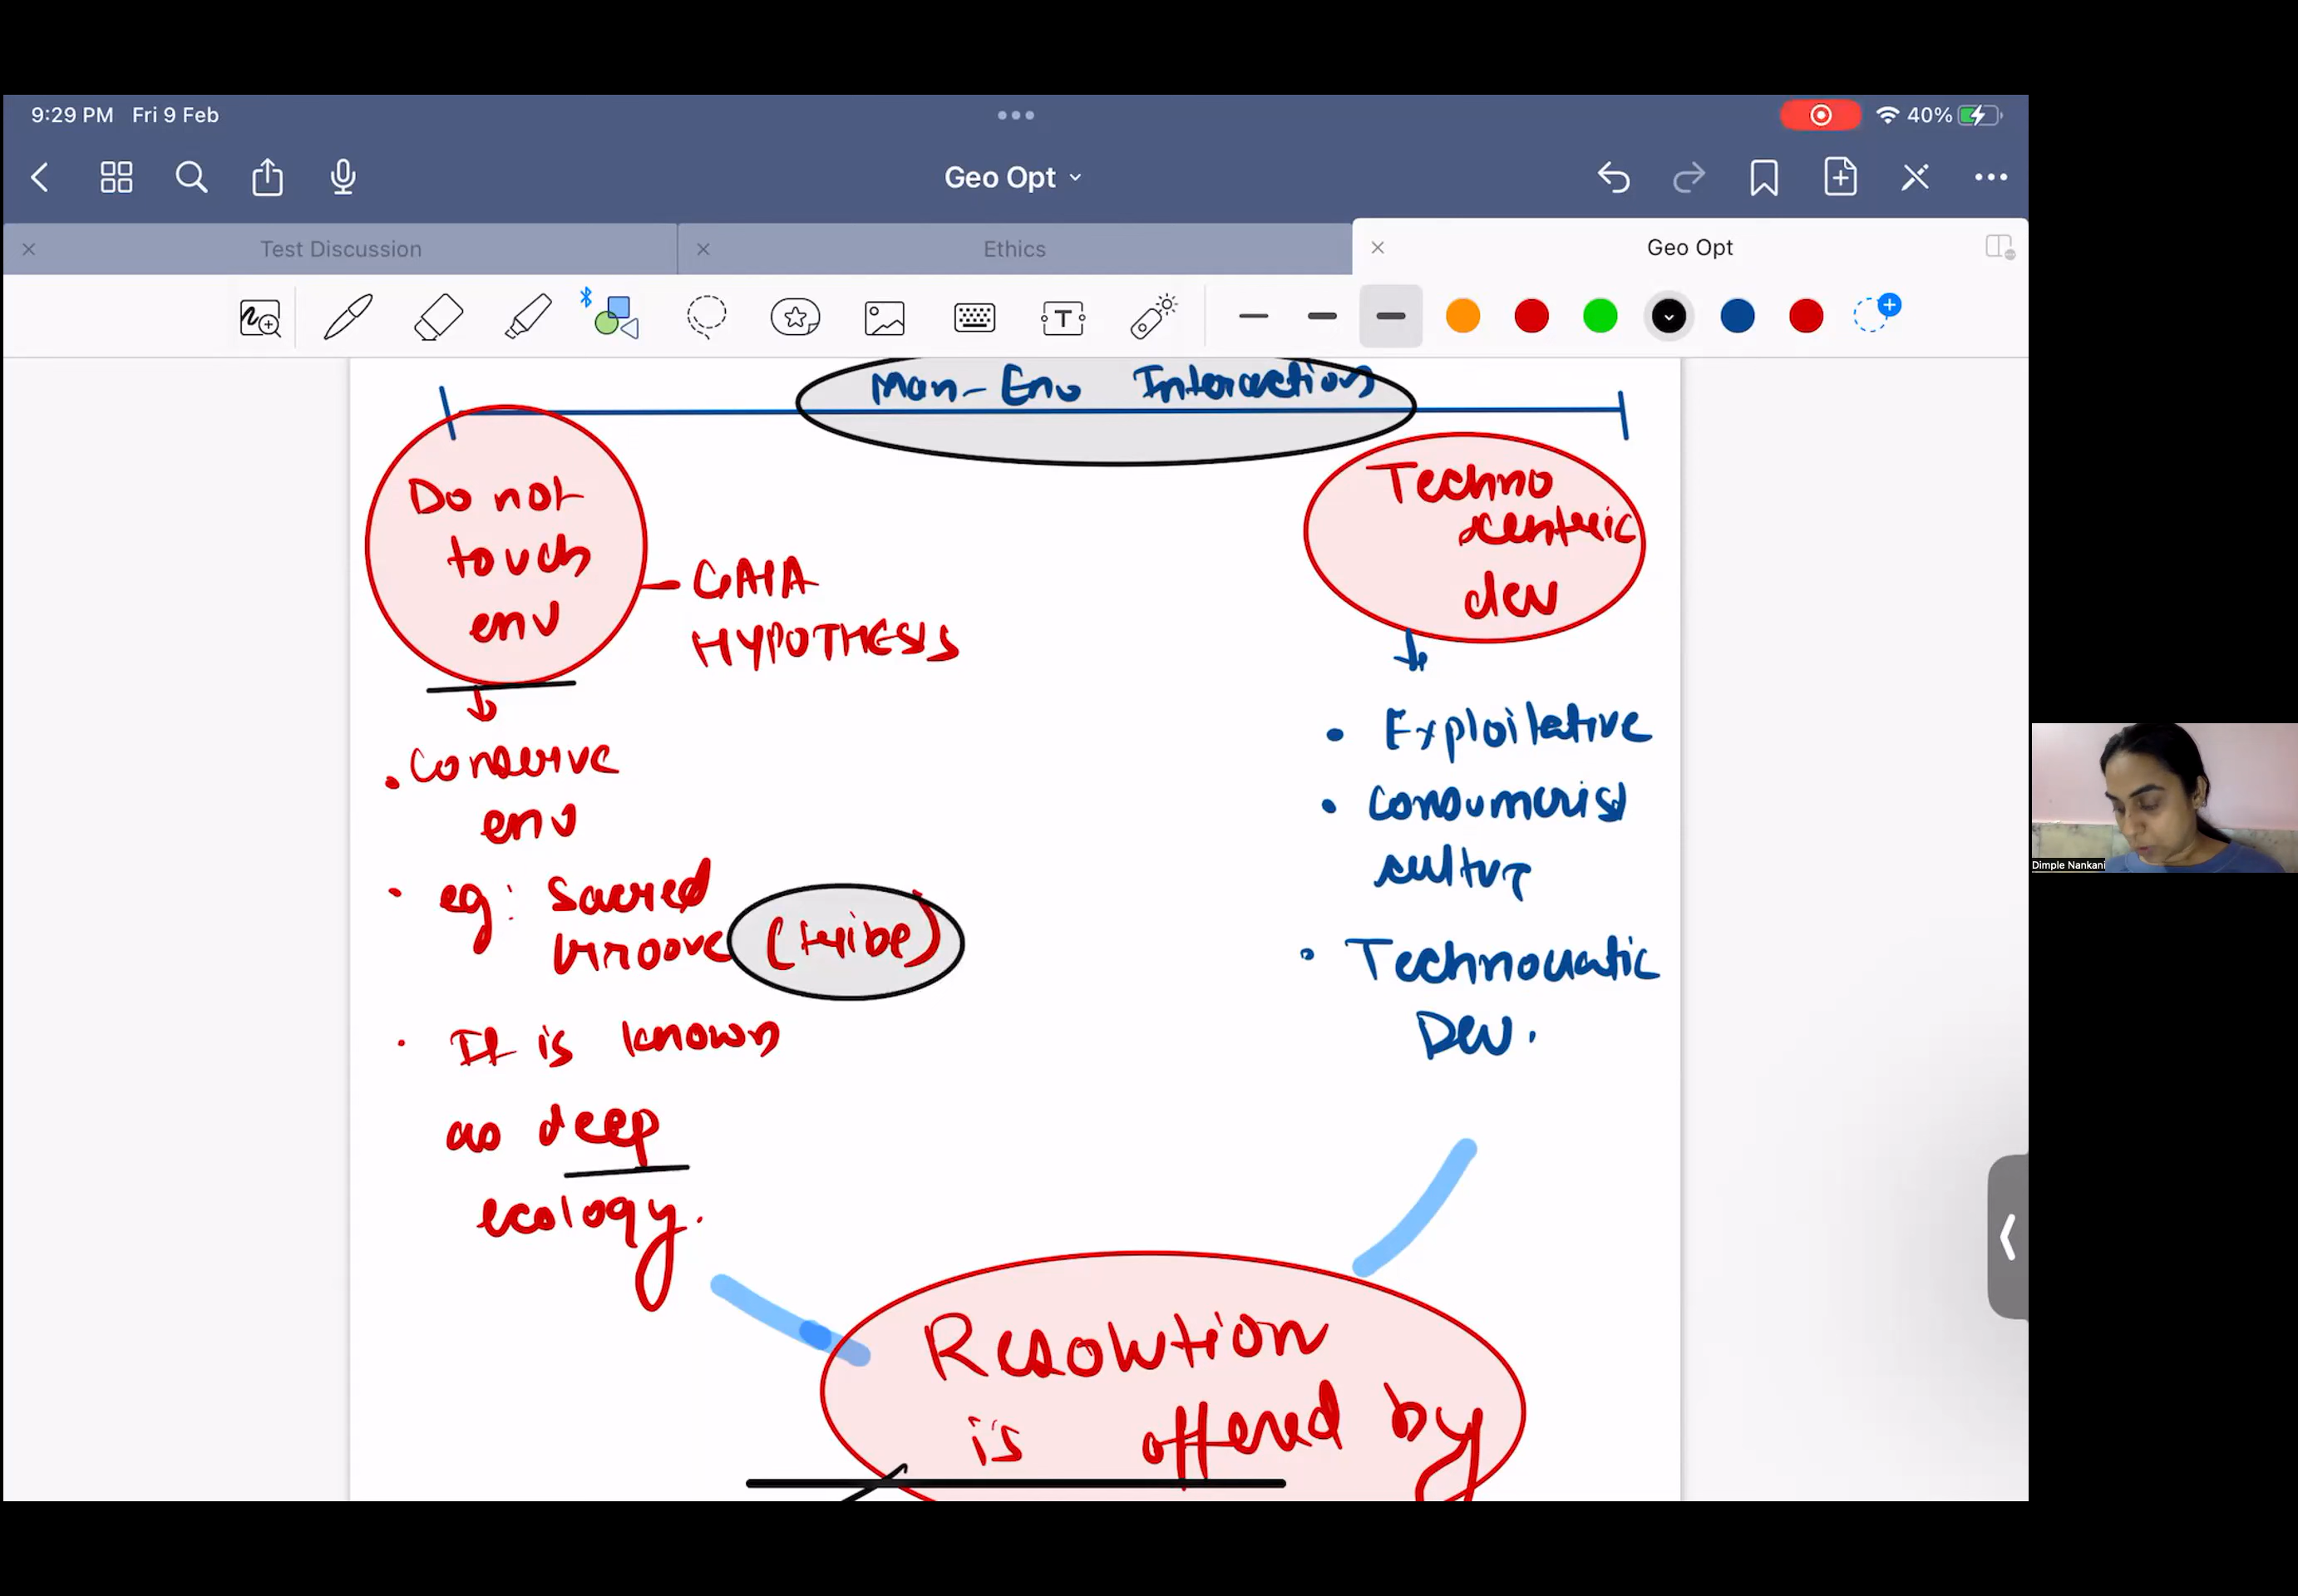 9:29 PM Fri 9 Feb
40%
Geo Opt
Test Discussion
Ethics
Geo Opt
Man-Env Interaction
Do not
touch
env
GAIA
HYPOTHESIS
Techno
centric
dev
• Conserve
env
• eg: Sacred
Groove (tribe)
• It is known
as deep
ecology.
• Exploitative
• Consumerist
culture
• Technocratic
Dev.
Resolution
is offered by
Dimple Nankani